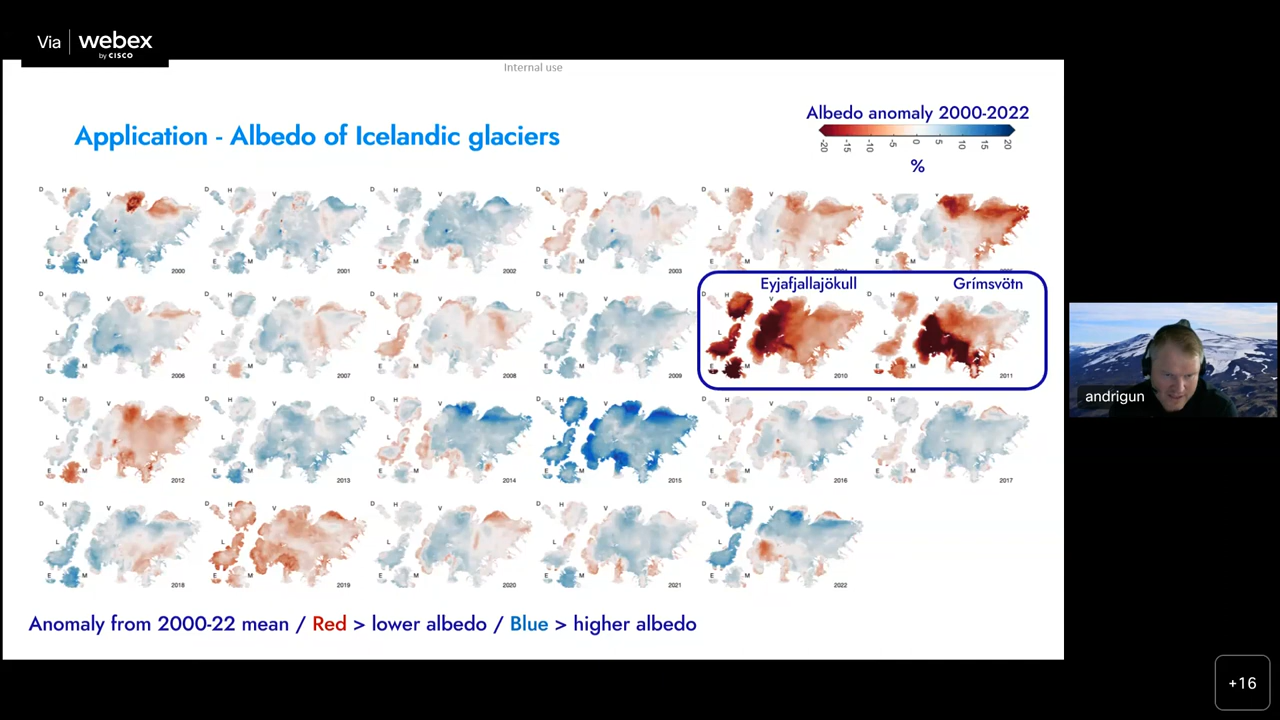 Via webex
by CISCO
Internal use
Application - Albedo of Icelandic glaciers
Albedo anomaly 2000-2022
-20 -15 -10 -5 0 5 10 15 20
%
D H V L E M 2000
D H V L E M 2001
D H V L E M 2002
D H V L E M 2003
D H V
L
Eyjafjallajökull Grímsvötn
D H V L E M 2006
D H V L E M 2007
D H V L E M 2008
D H V L E M 2009
L E M 2010
L E M 2011
D H V L E M 2012
D H V L E M 2013
D H V L E M 2014
D H V L E M 2015
D H V L E M 2016
D H V L E M 2017
D H V L E M 2018
D H V L E M 2019
D H V L E M 2020
D H V L E M 2021
D H V L E M 2022
Anomaly from 2000-22 mean / Red > lower albedo / Blue > higher albedo
andrigun
+16